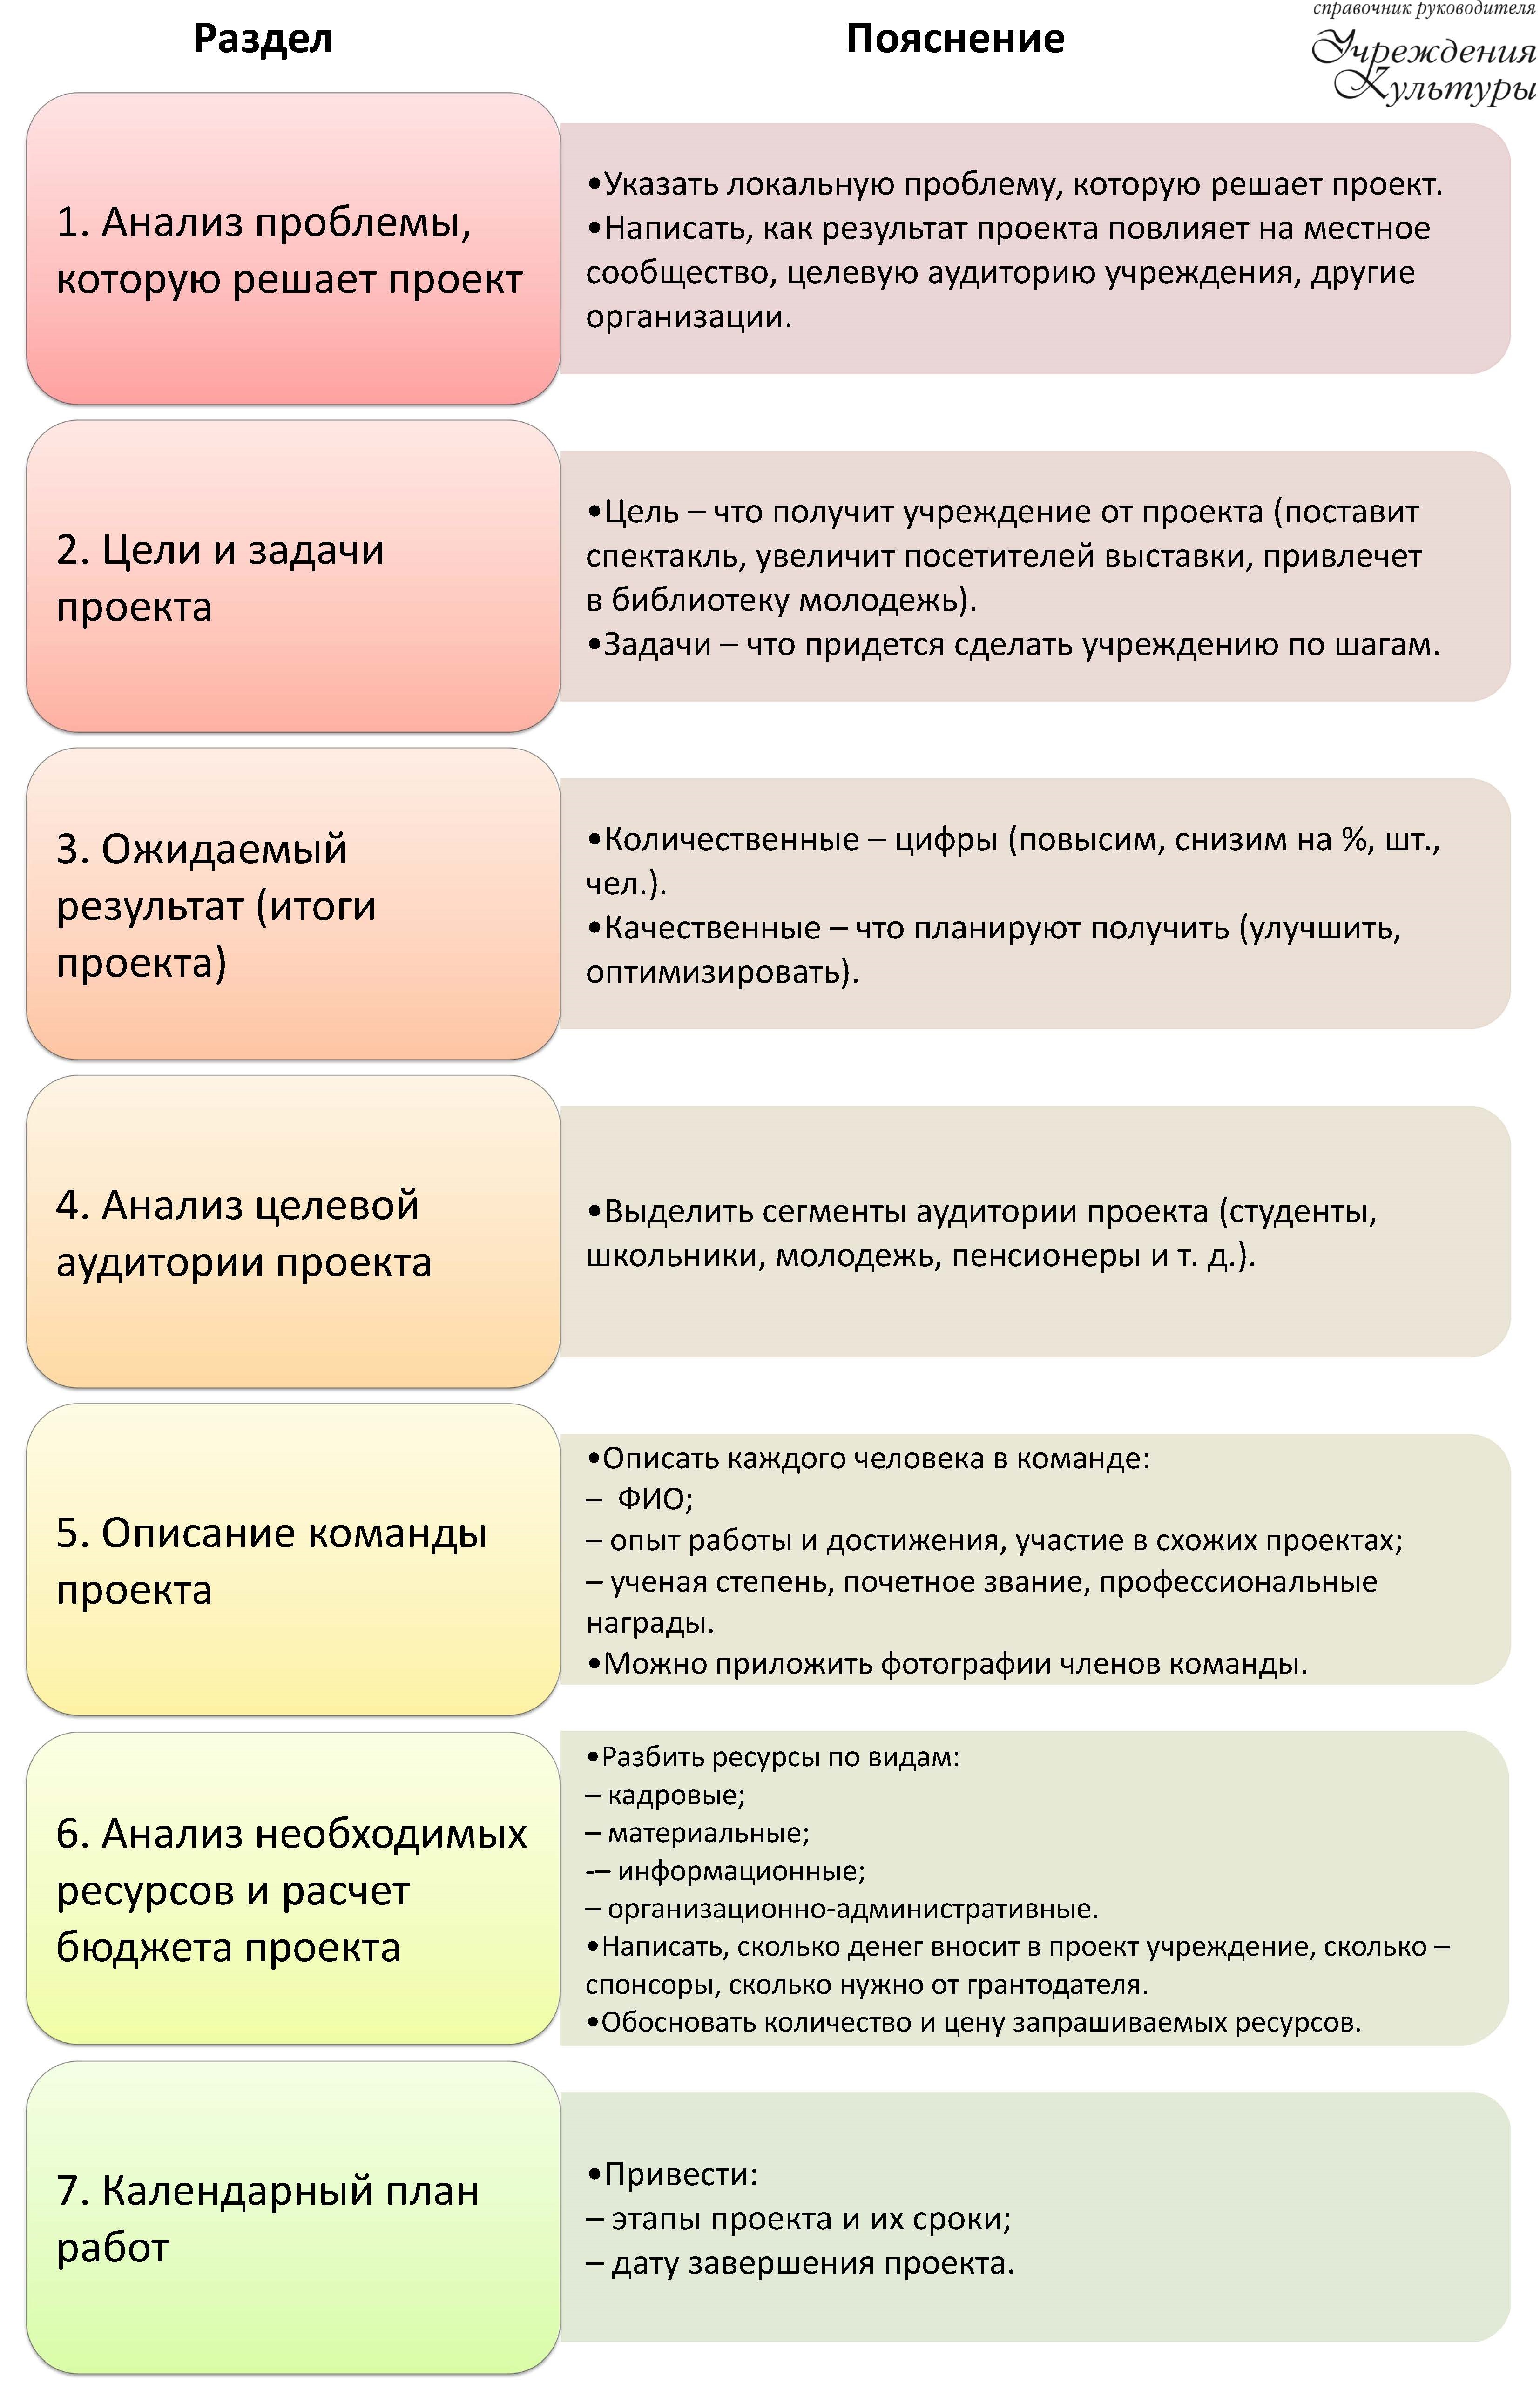 справочник руководителя
Учреждения
Культуры
Раздел
Пояснение
1. Анализ проблемы,
которую решает проект
•Указать локальную проблему, которую решает проект.
•Написать, как результат проекта повлияет на местное
сообщество, целевую аудиторию учреждения, другие
организации.
2. Цели и задачи
проекта
•Цель – что получит учреждение от проекта (поставит
спектакль, увеличит посетителей выставки, привлечет
в библиотеку молодежь).
•Задачи – что придется сделать учреждению по шагам.
3. Ожидаемый
результат (итоги
проекта)
•Количественные – цифры (повысим, снизим на %, шт.,
чел.).
•Качественные – что планируют получить (улучшить,
оптимизировать).
4. Анализ целевой
аудитории проекта
•Выделить сегменты аудитории проекта (студенты,
школьники, молодежь, пенсионеры и т. д.).
5. Описание команды
проекта
•Описать каждого человека в команде:
– ФИО;
– опыт работы и достижения, участие в схожих проектах;
– ученая степень, почетное звание, профессиональные
награды.
•Можно приложить фотографии членов команды.
6. Анализ необходимых
ресурсов и расчет
бюджета проекта
•Разбить ресурсы по видам:
– кадровые;
– материальные;
-– информационные;
– организационно-административные.
•Написать, сколько денег вносит в проект учреждение, сколько –
спонсоры, сколько нужно от грантодателя.
•Обосновать количество и цену запрашиваемых ресурсов.
7. Календарный план
работ
•Привести:
– этапы проекта и их сроки;
– дату завершения проекта.